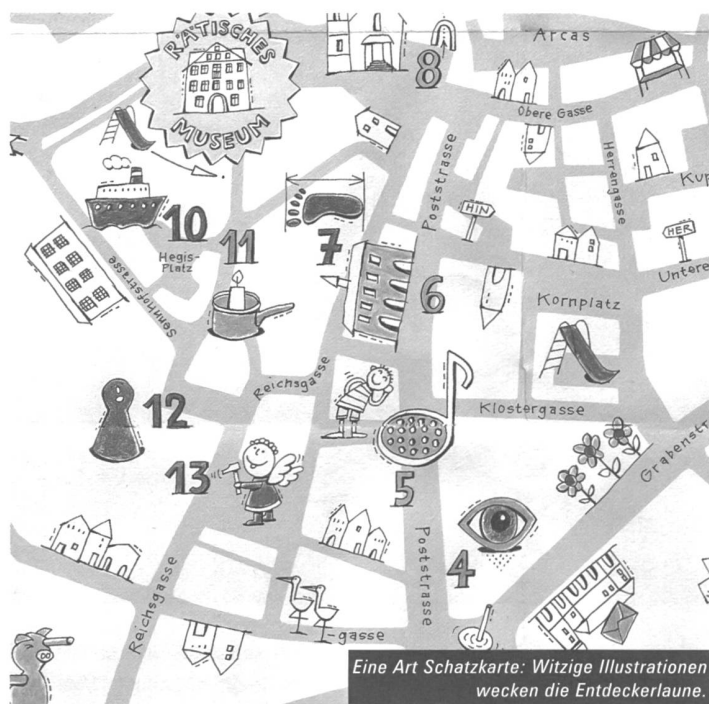 RÄTISCHES
MUSEUM
8
Arcas
Obere Gasse
Herrengasse
Poststrasse
HIN
HER
Kup
Untere
10
Hegis-
Platz
11
7
6
Sennhofstrasse
Kornplatz
Reichsgasse
Klostergasse
12
13
5
4
Grabenstr
Poststrasse
Reichsgasse
-gasse
Eine Art Schatzkarte: Witzige Illustrationen
wecken die Entdeckerlaune.